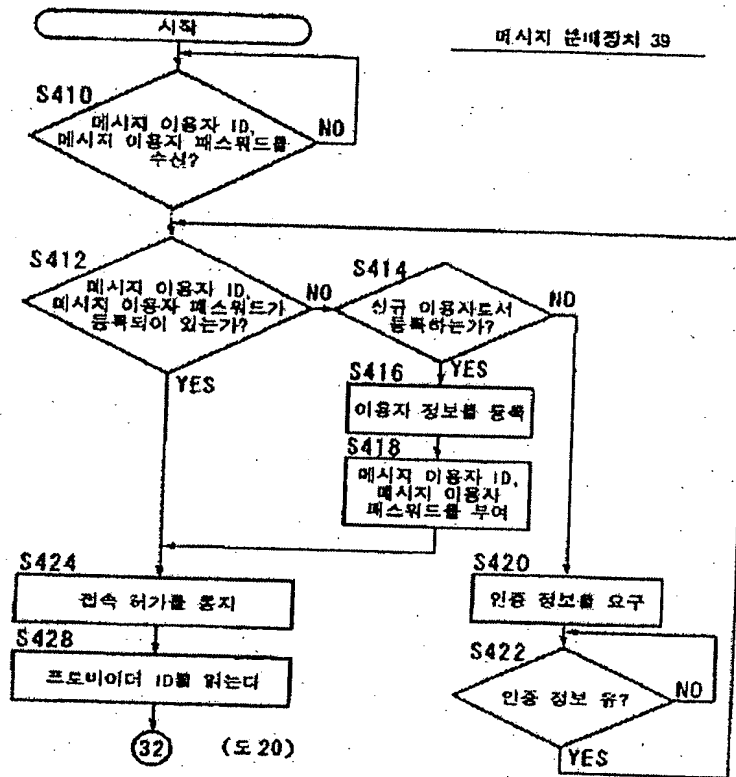 시작
메시지 분배장치 39
S410
메시지 이용자 ID,
메시지 이용자 패스워드를
수신?
NO
S412
메시지 이용자 ID,
메시지 이용자 패스워드가
등록되어 있는가?
NO
YES
S414
신규 이용자로서
등록하는가?
NO
YES
S416
이용자 정보를 등록
S418
메시지 이용자 ID,
메시지 이용자
패스워드를 부여
S424
접속 허가를 통지
S428
프로바이더 ID를 읽는다
32
(도 20)
S420
인증 정보를 요구
S422
인증 정보 유?
NO
YES